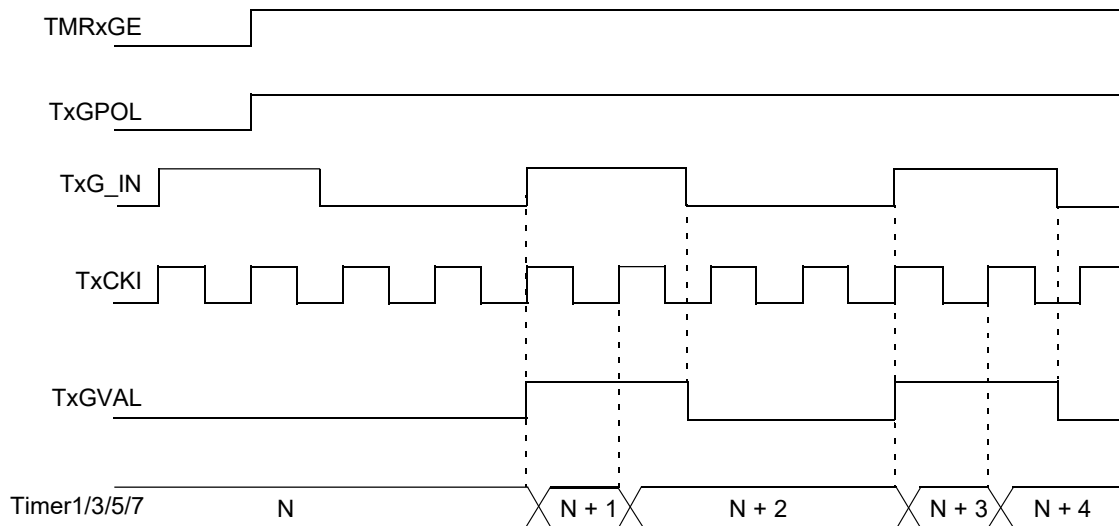 TMRxGE
TxGPOL
TxG_IN
TxCKI
TxGVAL
Timer1/3/5/7 N N + 1 N + 2 N + 3 N + 4